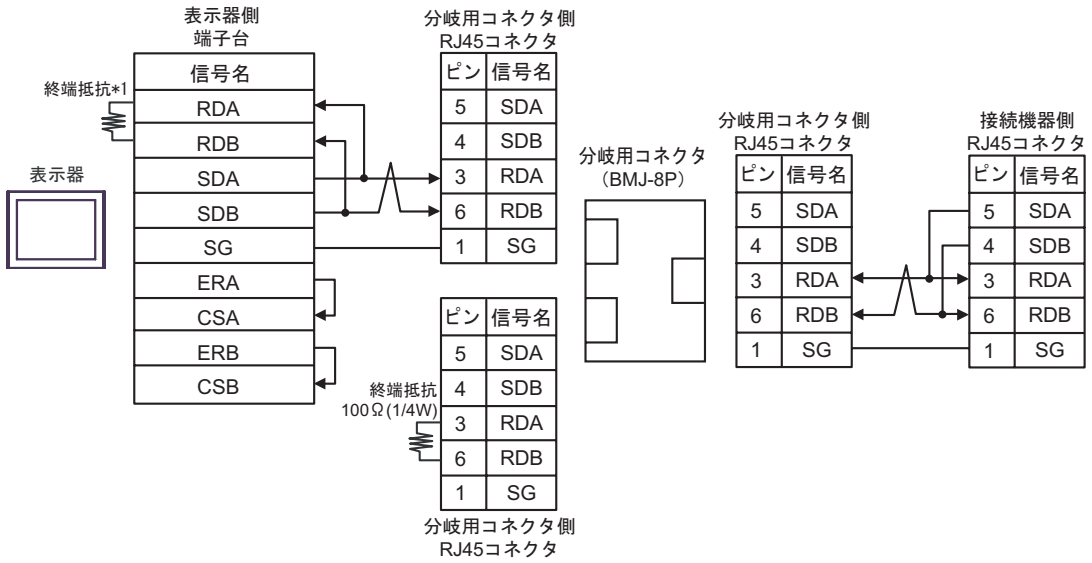 表示器側
端子台
信号名
終端抵抗*1
RDA
RDB
SDA
SDB
SG
ERA
CSA
ERB
CSB
表示器
分岐用コネクタ側
RJ45コネクタ
ピン 信号名
5 SDA
4 SDB
3 RDA
6 RDB
1 SG
ピン 信号名
5 SDA
4 SDB
3 RDA
6 RDB
1 SG
終端抵抗
100Ω(1/4W)
分岐用コネクタ側
RJ45コネクタ
分岐用コネクタ
（BMJ-8P）
分岐用コネクタ側
RJ45コネクタ
ピン 信号名
5 SDA
4 SDB
3 RDA
6 RDB
1 SG
接続機器側
RJ45コネクタ
ピン 信号名
5 SDA
4 SDB
3 RDA
6 RDB
1 SG